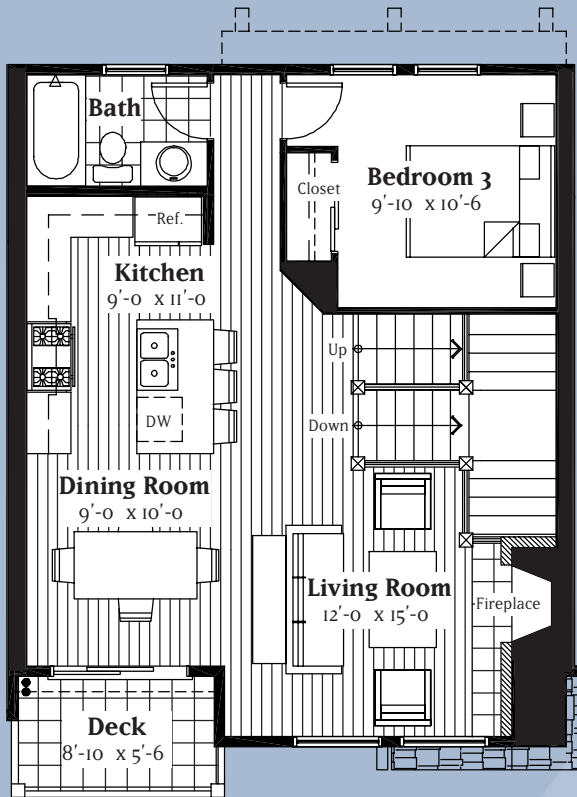 Bath
Closet
Bedroom 3
9'-10 x 10'-6
Ref.
Kitchen
9'-0 x 11'-0
Up
DW
Down
Dining Room
9'-0 x 10'-0
Living Room
12'-0 x 15'-0
Fireplace
Deck
8'-10 x 5'-6